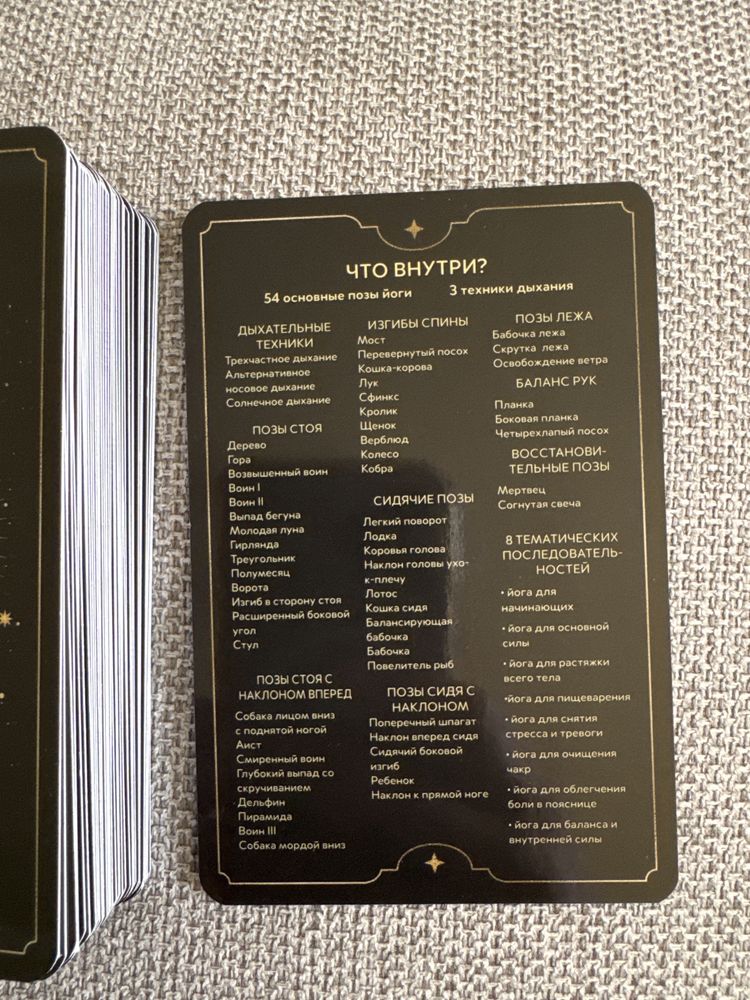 ЧТО ВНУТРИ?
54 основные позы йоги
3 техники дыхания
ДЫХАТЕЛЬНЫЕ
ТЕХНИКИ
Трехчастное дыхание
Альтернативное
носовое дыхание
Солнечное дыхание
ПОЗЫ СТОЯ
Дерево
Гора
Возвышенный воин
Воин I
Воин II
Выпад бегуна
Молодая луна
Гирлянда
Треугольник
Полумесяц
Ворота
Изгиб в сторону стоя
Расширенный боковой
угол
Стул
ПОЗЫ СТОЯ С
НАКЛОНОМ ВПЕРЕД
Собака лицом вниз
с поднятой ногой
Аист
Смиренный воин
Глубокий выпад со
скручиванием
Дельфин
Пирамида
Воин III
Собака мордой вниз
ИЗГИБЫ СПИНЫ
Мост
Перевернутый посох
Кошка-корова
Лук
Сфинкс
Кролик
Щенок
Верблюд
Колесо
Кобра
СИДЯЧИЕ ПОЗЫ
Легкий поворот
Лодка
Коровья голова
Наклон головы ухо-
к-плечу
Лотос
Кошка сидя
Балансирующая
бабочка
Бабочка
Повелитель рыб
ПОЗЫ СИДЯ С
НАКЛОНОМ
Поперечный шпагат
Наклон вперед сидя
Сидячий боковой
изгиб
Ребенок
Наклон к прямой ноге
ПОЗЫ ЛЕЖА
Бабочка лежа
Скрутка лежа
Освобождение ветра
БАЛАНС РУК
Планка
Боковая планка
Четырехлапый посох
ВОССТАНОВИ-
ТЕЛЬНЫЕ ПОЗЫ
Мертвец
Согнутая свеча
8 ТЕМАТИЧЕСКИХ
ПОСЛЕДОВАТЕЛЬ-
НОСТЕЙ
• йога для
начинающих
• йога для основной
силы
• йога для растяжки
всего тела
•йога для пищеварения
• йога для снятия
стресса и тревоги
• йога для очищения
чакр
• йога для облегчения
боли в пояснице
• йога для баланса и
внутренней силы